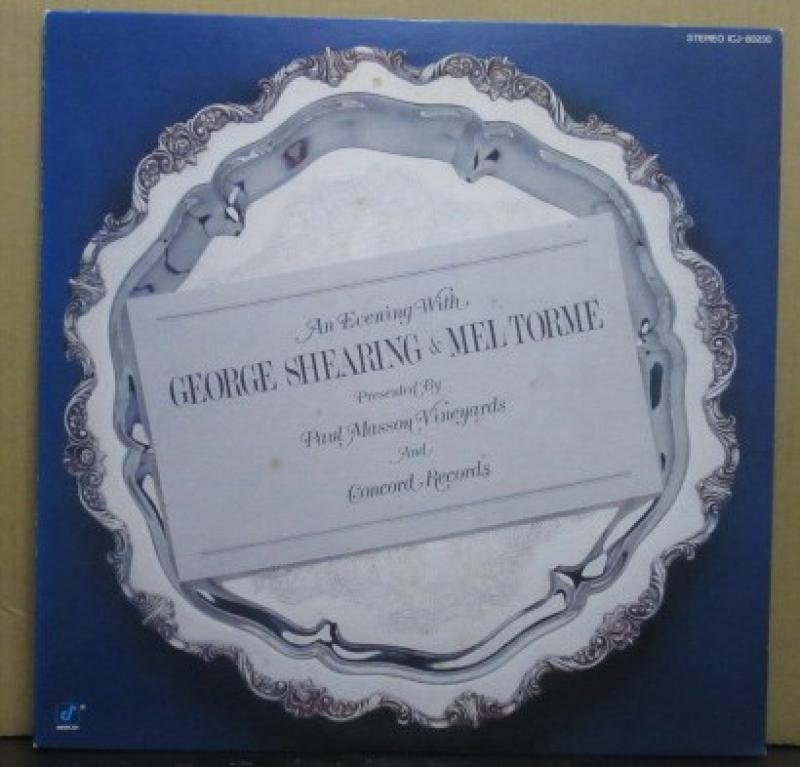 STEREO ICJ-80230
An Evening With
GEORGE SHEARING & MEL TORME
Presented By
Paul Masson Vineyards
And
Concord Records